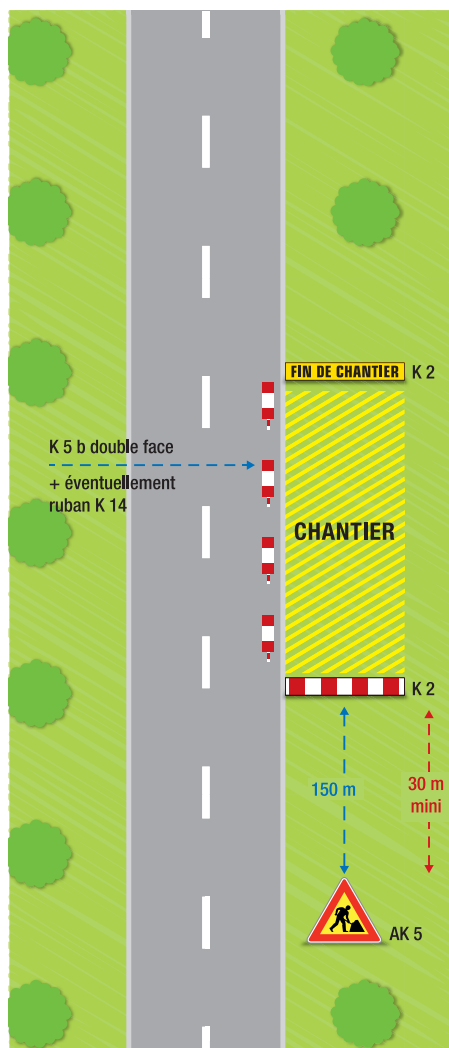 FIN DE CHANTIER
K 2
K 5 b double face
+ éventuellement
ruban K 14
CHANTIER
K 2
150 m
30 m
mini
AK 5